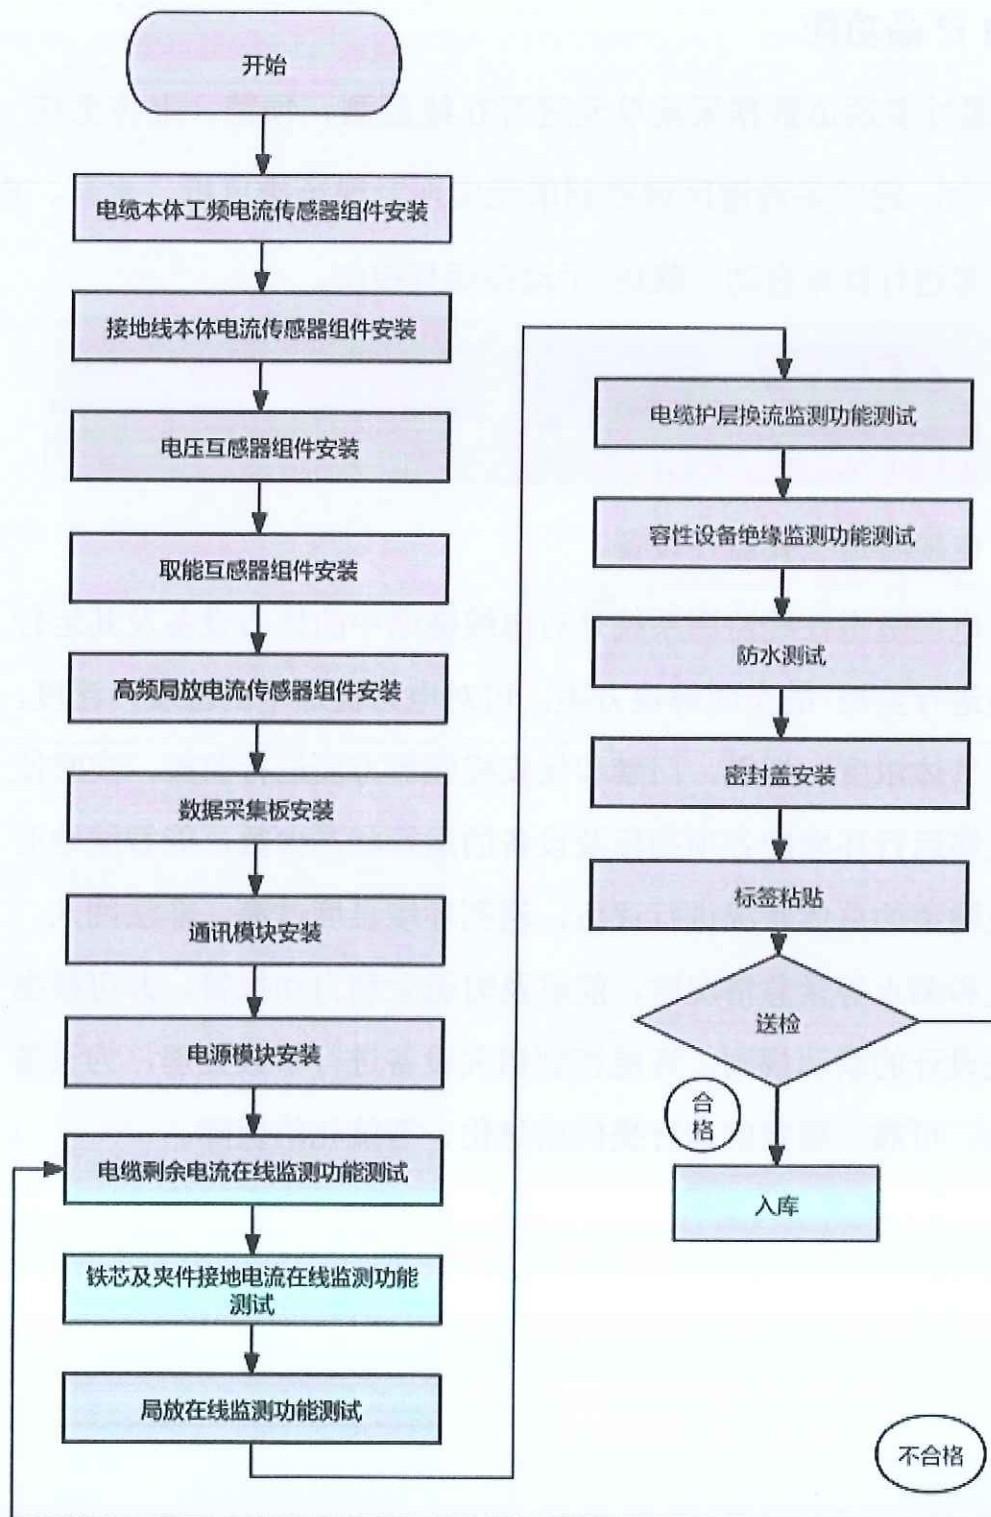 开始
电缆本体工频电流传感器组件安装
接地线本体电流传感器组件安装
电压互感器组件安装
取能互感器组件安装
高频局放电流传感器组件安装
数据采集板安装
通讯模块安装
电源模块安装
电缆剩余电流在线监测功能测试
铁芯及夹件接地电流在线监测功能
测试
局放在线监测功能测试
电缆护层换流监测功能测试
容性设备绝缘监测功能测试
防水测试
密封盖安装
标签粘贴
送检
合
格
入库
不合格